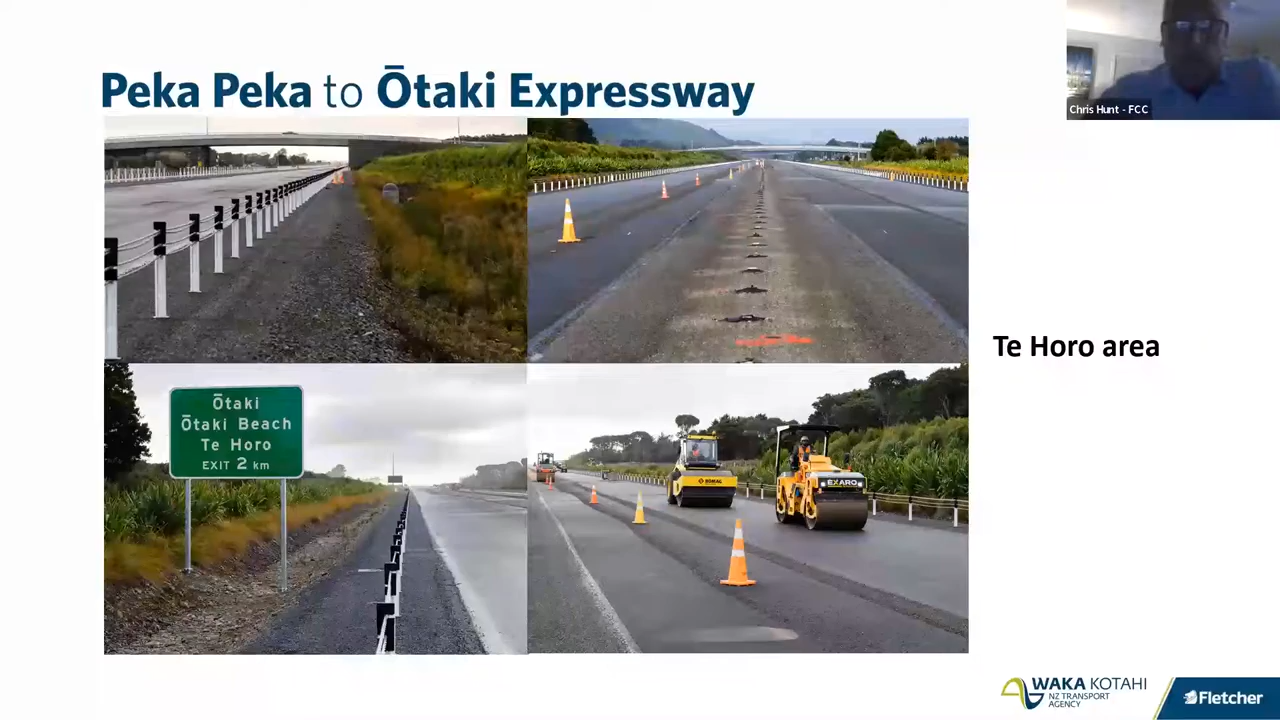 Peka Peka to Ōtaki Expressway
Chris Hunt - FCC
Ōtaki
Ōtaki Beach
Te Horo
EXIT 2 km
BOMAG
Te Horo area
WAKA KOTAHI
NZ TRANSPORT
AGENCY
Fletcher